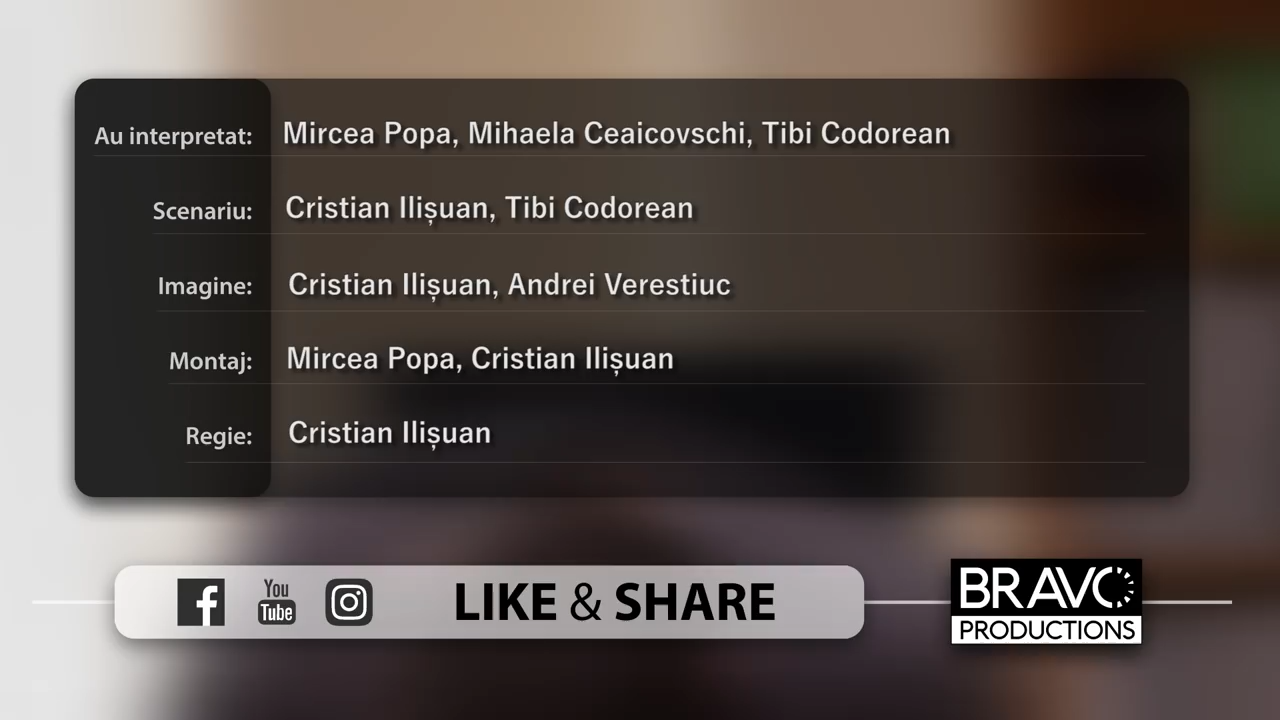 Au interpretat: Mircea Popa, Mihaela Ceaicovschi, Tibi Codorean
Scenariu: Cristian Ilișuan, Tibi Codorean
Imagine: Cristian Ilișuan, Andrei Verestiuc
Montaj: Mircea Popa, Cristian Ilișuan
Regie: Cristian Ilișuan
You
Tube
LIKE & SHARE
BRAVO
PRODUCTIONS